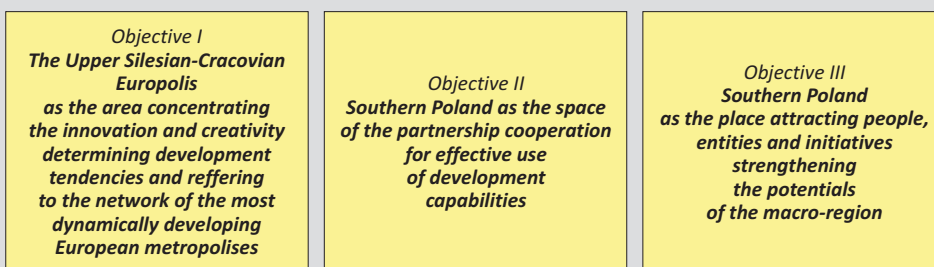 Objective I
The Upper Silesian-Cracovian
Europolis
as the area concentrating
the innovation and creativity
determining development
tendencies and reffering
to the network of the most
dynamically developing
European metropolises
Objective II
Southern Poland as the space
of the partnership cooperation
for effective use
of development
capabilities
Objective III
Southern Poland
as the place attracting people,
entities and initiatives
strengthening
the potentials
of the macro-region